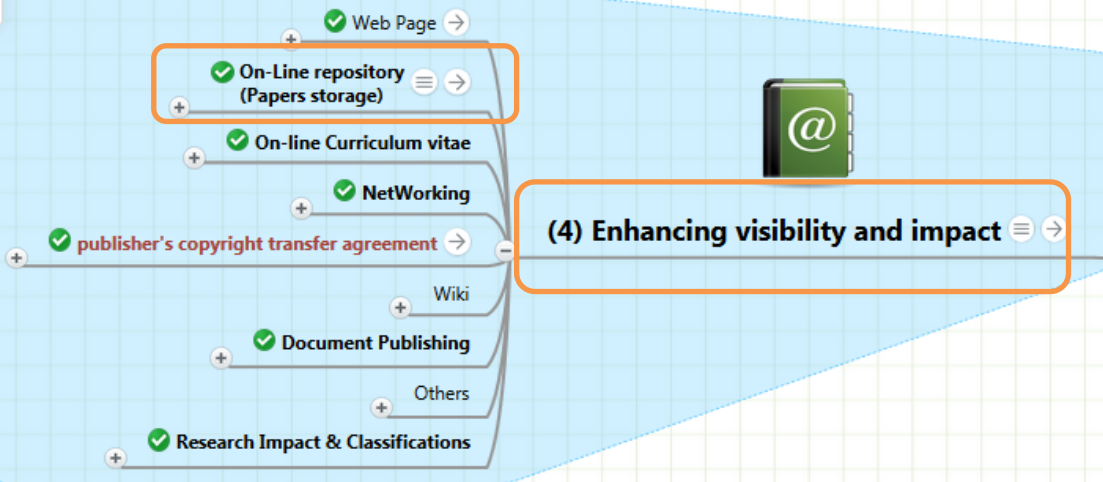 Web Page
On-Line repository
(Papers storage)
On-line Curriculum vitae
NetWorking
publisher's copyright transfer agreement
Wiki
Document Publishing
Others
Research Impact & Classifications
@
(4) Enhancing visibility and impact